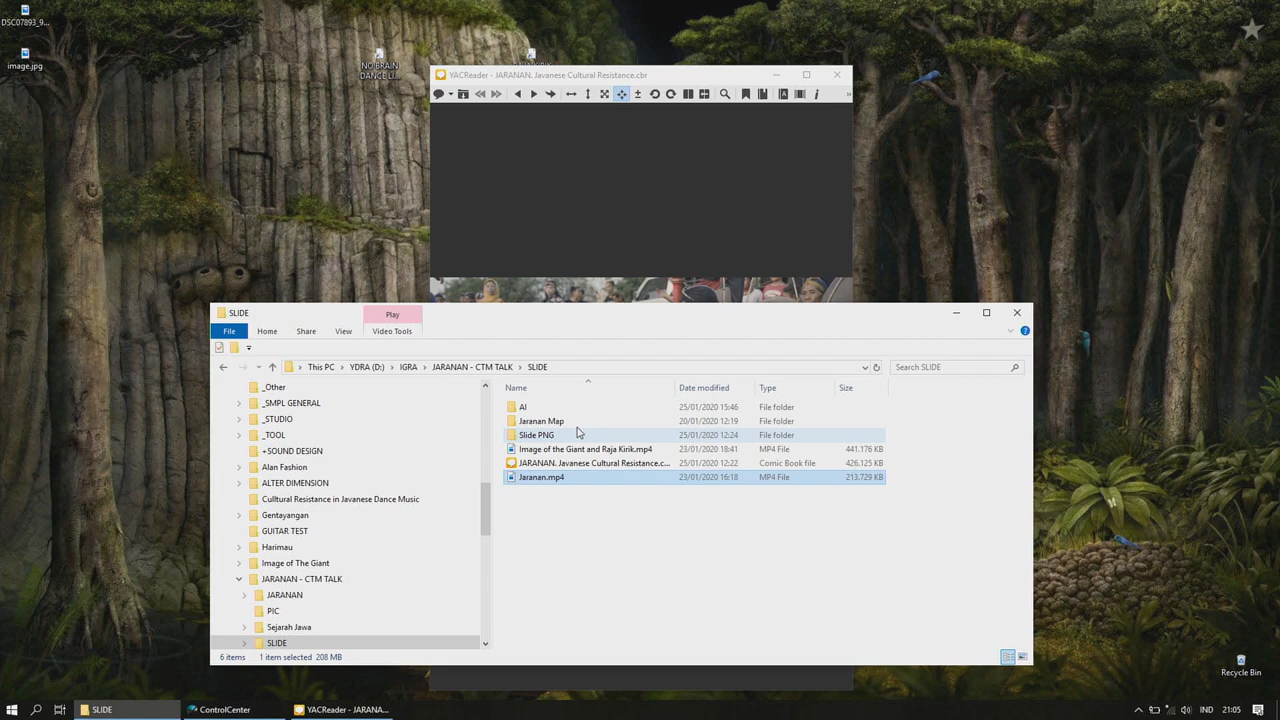 DSC07893_9...
image.jpg
NO BRAIN
DANCE LI...
YACReader - JARANAN. Javanese Cultural Resistance.cbr
SLIDE
Play
File
Home
Share
View
Video Tools
This PC
YDRA (D:)
IGRA
JARANAN - CTM TALK
SLIDE
Search SLIDE
Name
Date modified
Type
Size
AI
25/01/2020 15:46
File folder
Jaranan Map
20/01/2020 12:19
File folder
Slide PNG
25/01/2020 12:24
File folder
Image of the Giant and Raja Kirik.mp4
23/01/2020 18:41
MP4 File
441.176 KB
JARANAN. Javanese Cultural Resistance.c...
25/01/2020 12:22
Comic Book file
426.125 KB
Jaranan.mp4
23/01/2020 16:18
MP4 File
213.729 KB
_Other
_SMPL GENERAL
_STUDIO
_TOOL
+SOUND DESIGN
Alan Fashion
ALTER DIMENSION
Culltural Resistance in Javanese Dance Music
Gentayangan
GUITAR TEST
Harimau
Image of The Giant
JARANAN - CTM TALK
JARANAN
PIC
Sejarah Jawa
SLIDE
6 items
1 item selected 208 MB
Recycle Bin
SLIDE
ControlCenter
YACReader - JARANA...
IND
21:05